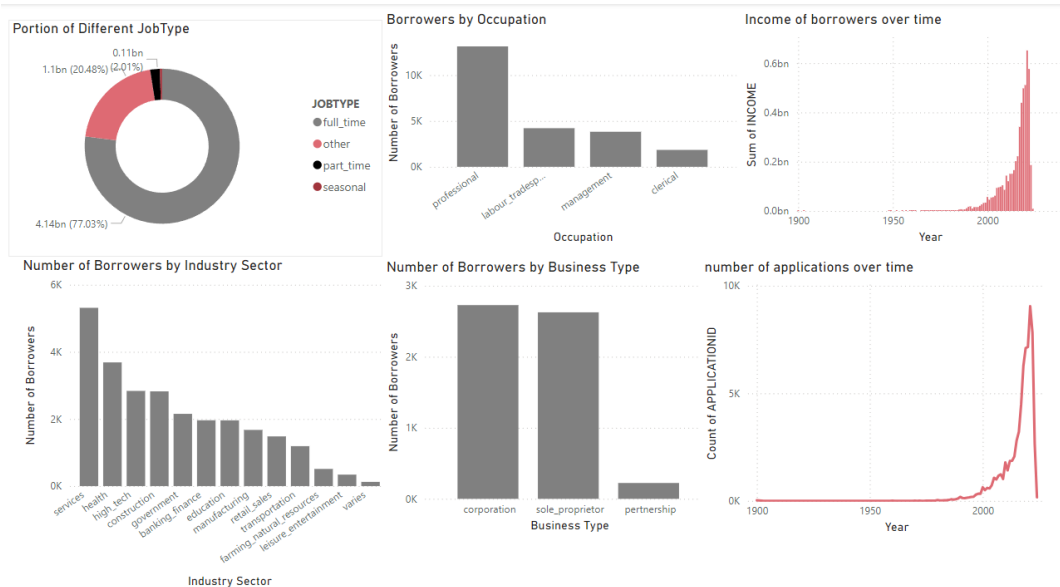 Portion of Different JobType
0.11bn
(2.01%)
1.1bn (20.48%)
4.14bn (77.03%)
JOBTYPE
full_time
other
part_time
seasonal
Borrowers by Occupation
Number of Borrowers
10K
5K
0K
professional
labour_tradesp...
management
clerical
Occupation
Income of borrowers over time
Sum of INCOME
0.6bn
0.4bn
0.2bn
0.0bn
1900
1950
2000
Year
Number of Borrowers by Industry Sector
Number of Borrowers
6K
4K
2K
0K
services
health
high_tech
construction
government
banking_finance
education
manufacturing
retail_sales
transportation
farming_natural_resources
leisure_entertainment
varies
Industry Sector
Number of Borrowers by Business Type
Number of Borrowers
3K
2K
1K
0K
corporation
sole_proprietor
pertnership
Business Type
number of applications over time
Count of APPLICATIONID
10K
5K
0K
1900
1950
2000
Year